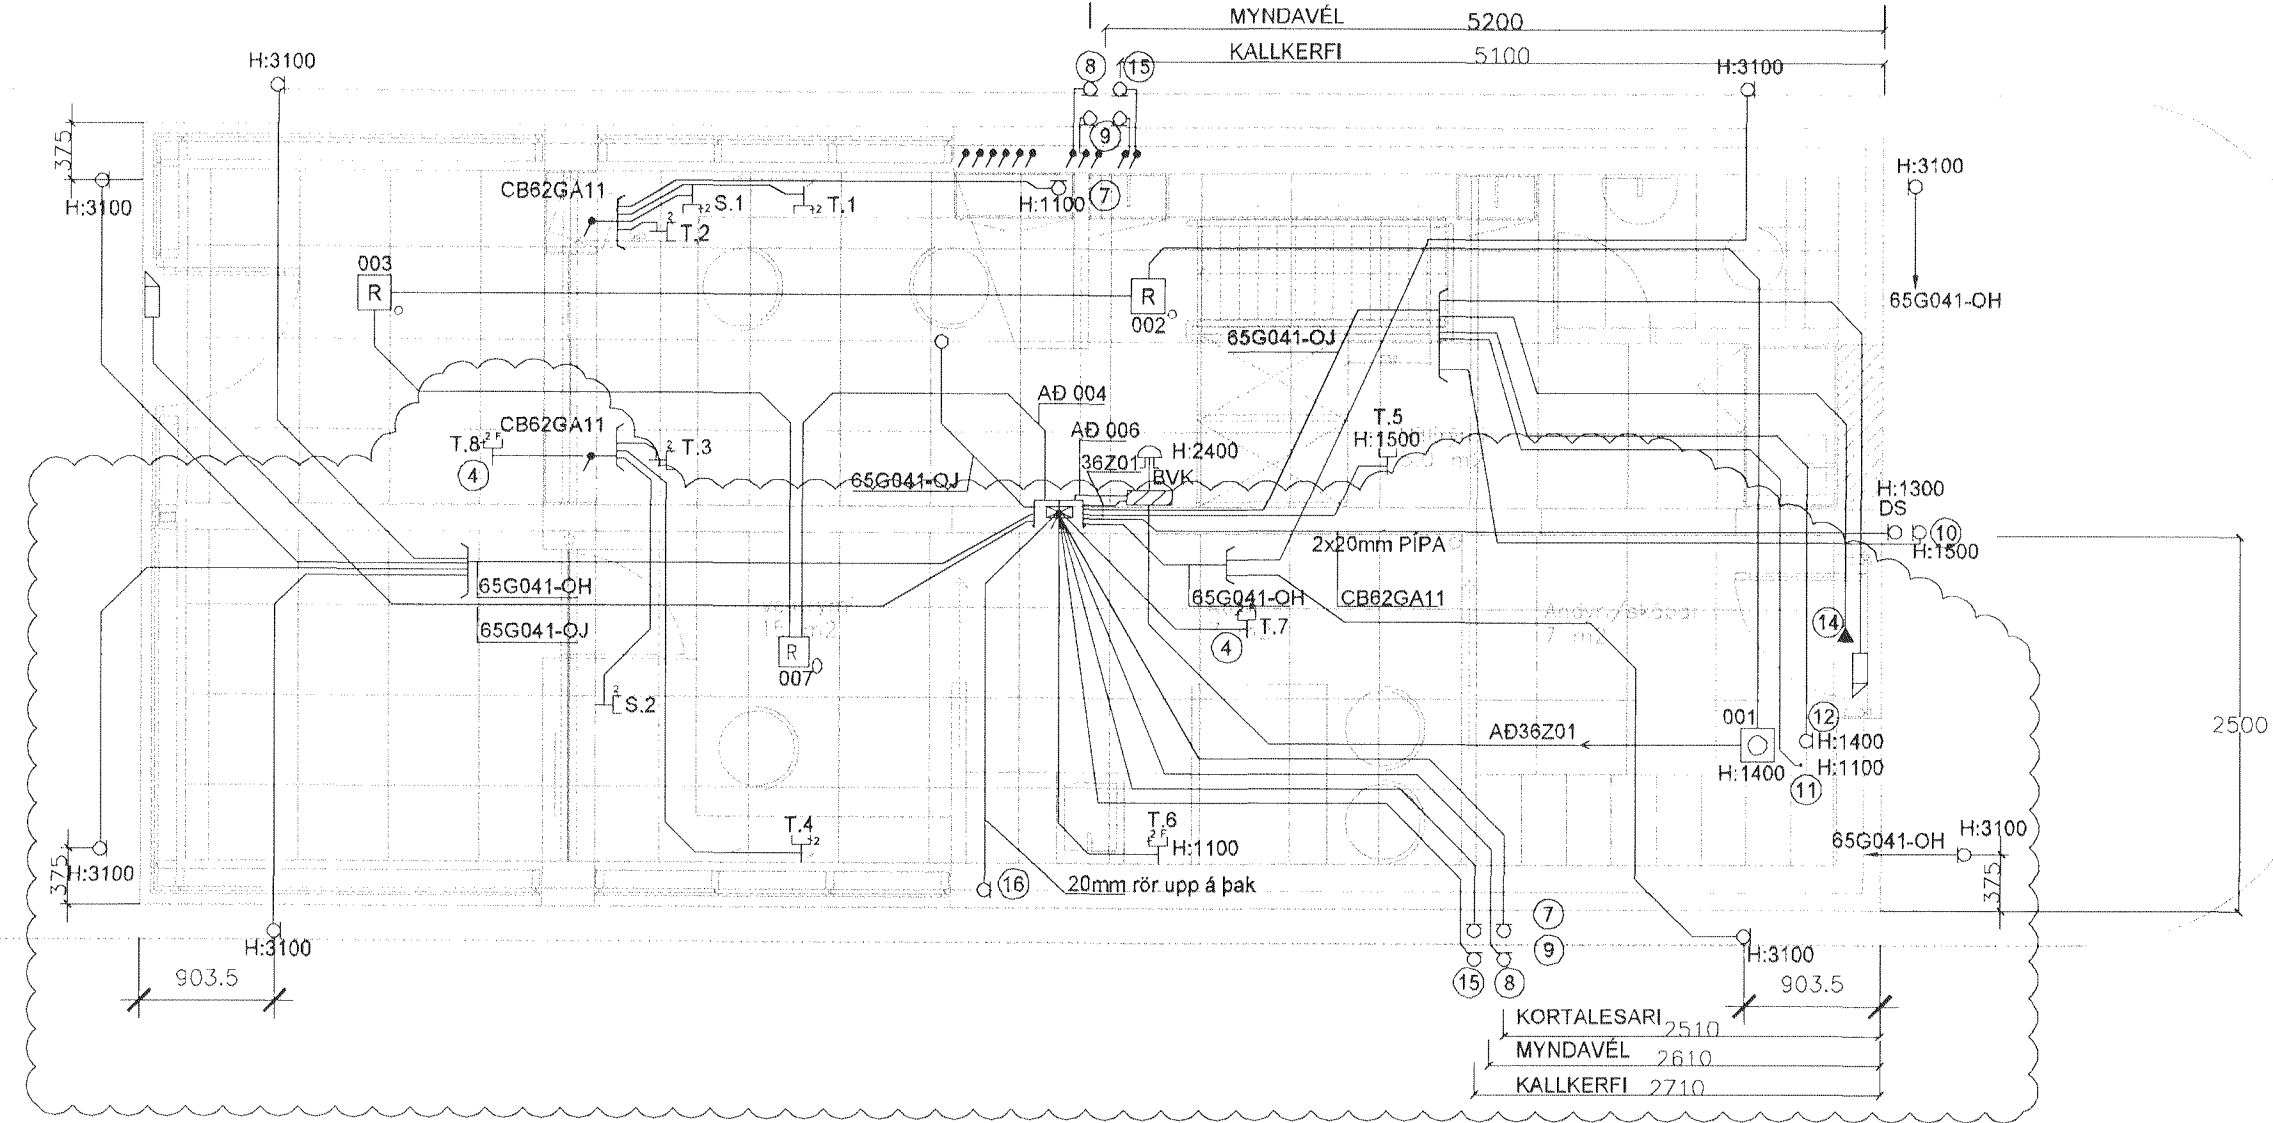 MYNDAVÉL 5200
KALLKERFI 5100
H:3100
8
15
H:3100
375
9
H:3100
CB62GA11
S.1
T.1
H:1100
7
H:3100
T.2
003
R
R
002
65G041-OH
65G041-OJ
AÐ 004
CB62GA11
T.8
T.3
4
AÐ 006
36Z01
H:2400
BVK
T.5
H:1500
65G041-OJ
H:1300
DS
10
H:1500
2x20mm PÍPA
65G041-OH
65G041-OJ
65G041-OH
CB62GA11
T.7
4
14
R
007
S.2
001
12
H:1400
AÐ36Z01
H:1400
H:1100
11
2500
T.4
T.6
H:1100
65G041-OH
H:3100
375
H:3100
16
20mm rör upp á þak
375
7
9
H:3100
H:3100
15
8
903.5
903.5
KORTALESARI 2510
MYNDAVÉL 2610
KALLKERFI 2710